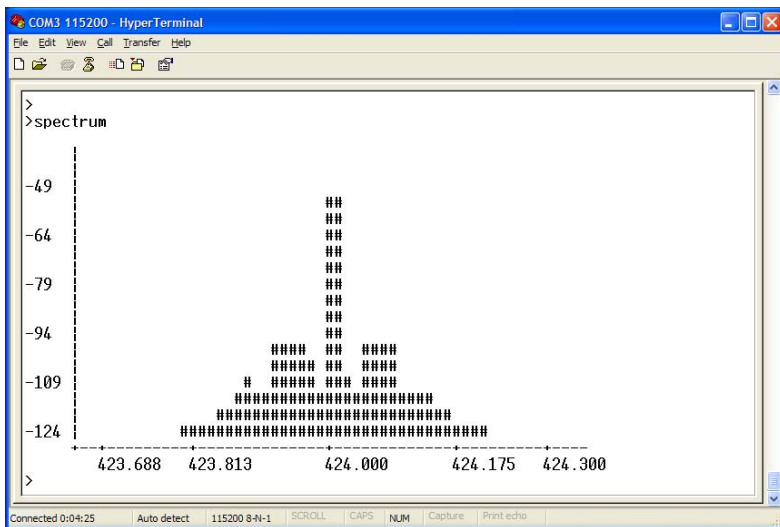 COM3 115200 - HyperTerminal
File Edit View Call Transfer Help
>
>spectrum
-49
##
##
-64 ##
##
##
-79 ##
##
##
-94 ##
#### ## ####
##### ## ####
-109 # ##### ### ####
######################
##########################
-124 ##################################
423.688 423.813 424.000 424.175 424.300
>
Connected 0:04:25 Auto detect 115200 8-N-1 SCROLL CAPS NUM Capture Print echo